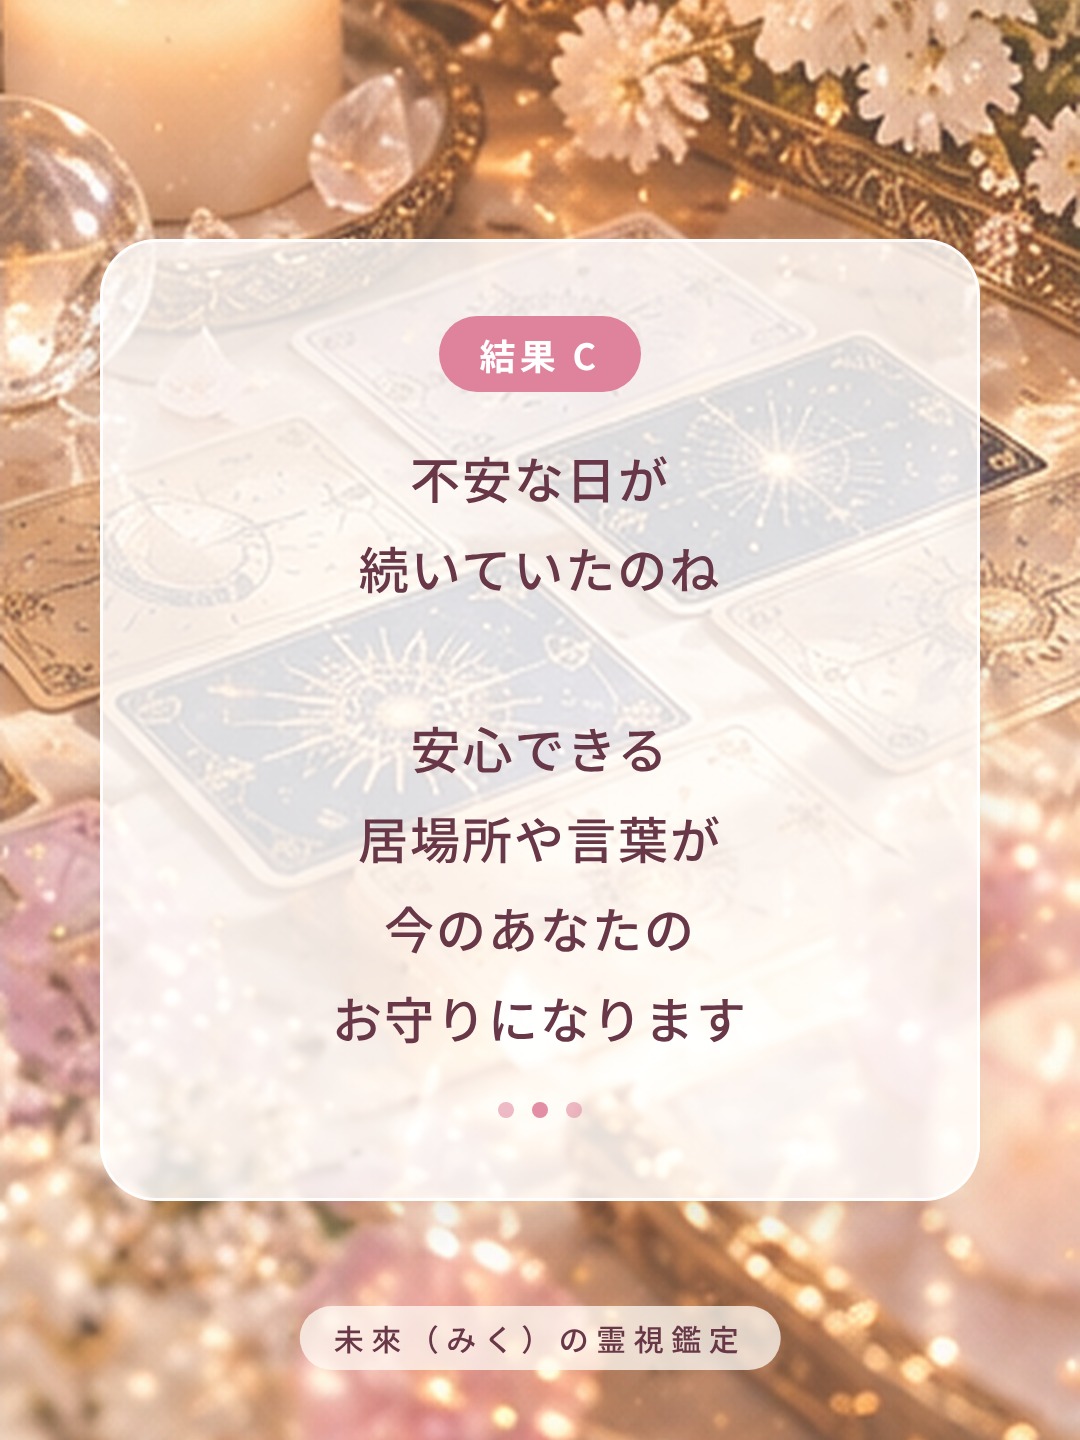 結果 C
不安な日が
続いていたのね
安心できる
居場所や言葉が
今のあなたの
お守りになります
未來（みく）の霊視鑑定